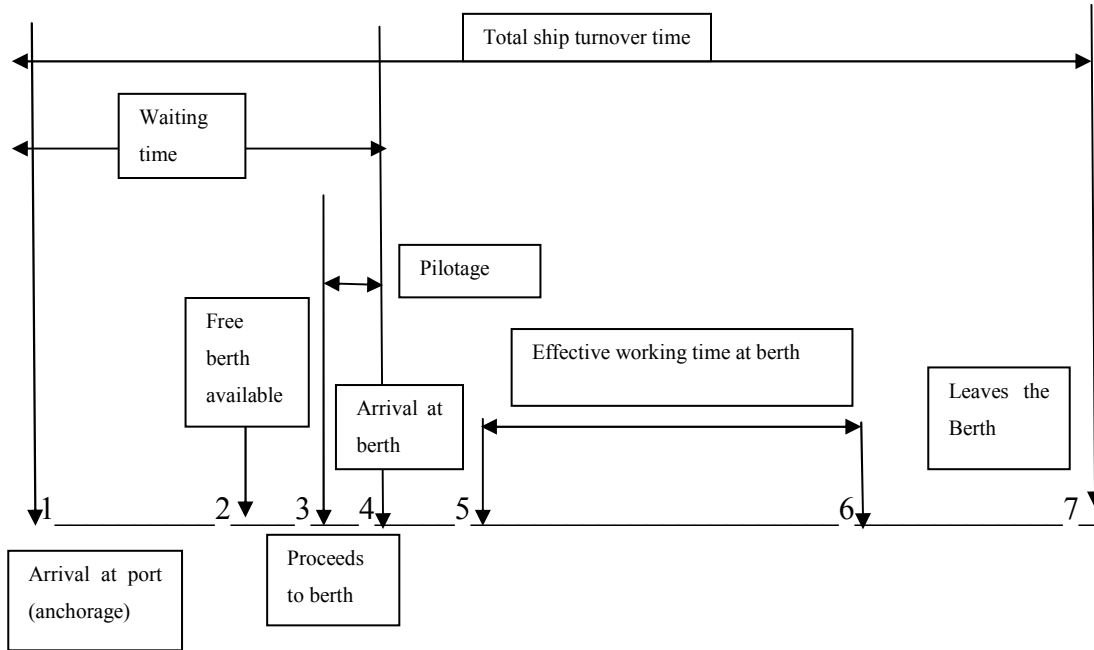 Total ship turnover time
Waiting
time
Pilotage
Free
berth
available
Effective working time at berth
Arrival at
berth
Leaves the
Berth
1 2 3 4 5 6 7
Arrival at port
(anchorage)
Proceeds
to berth